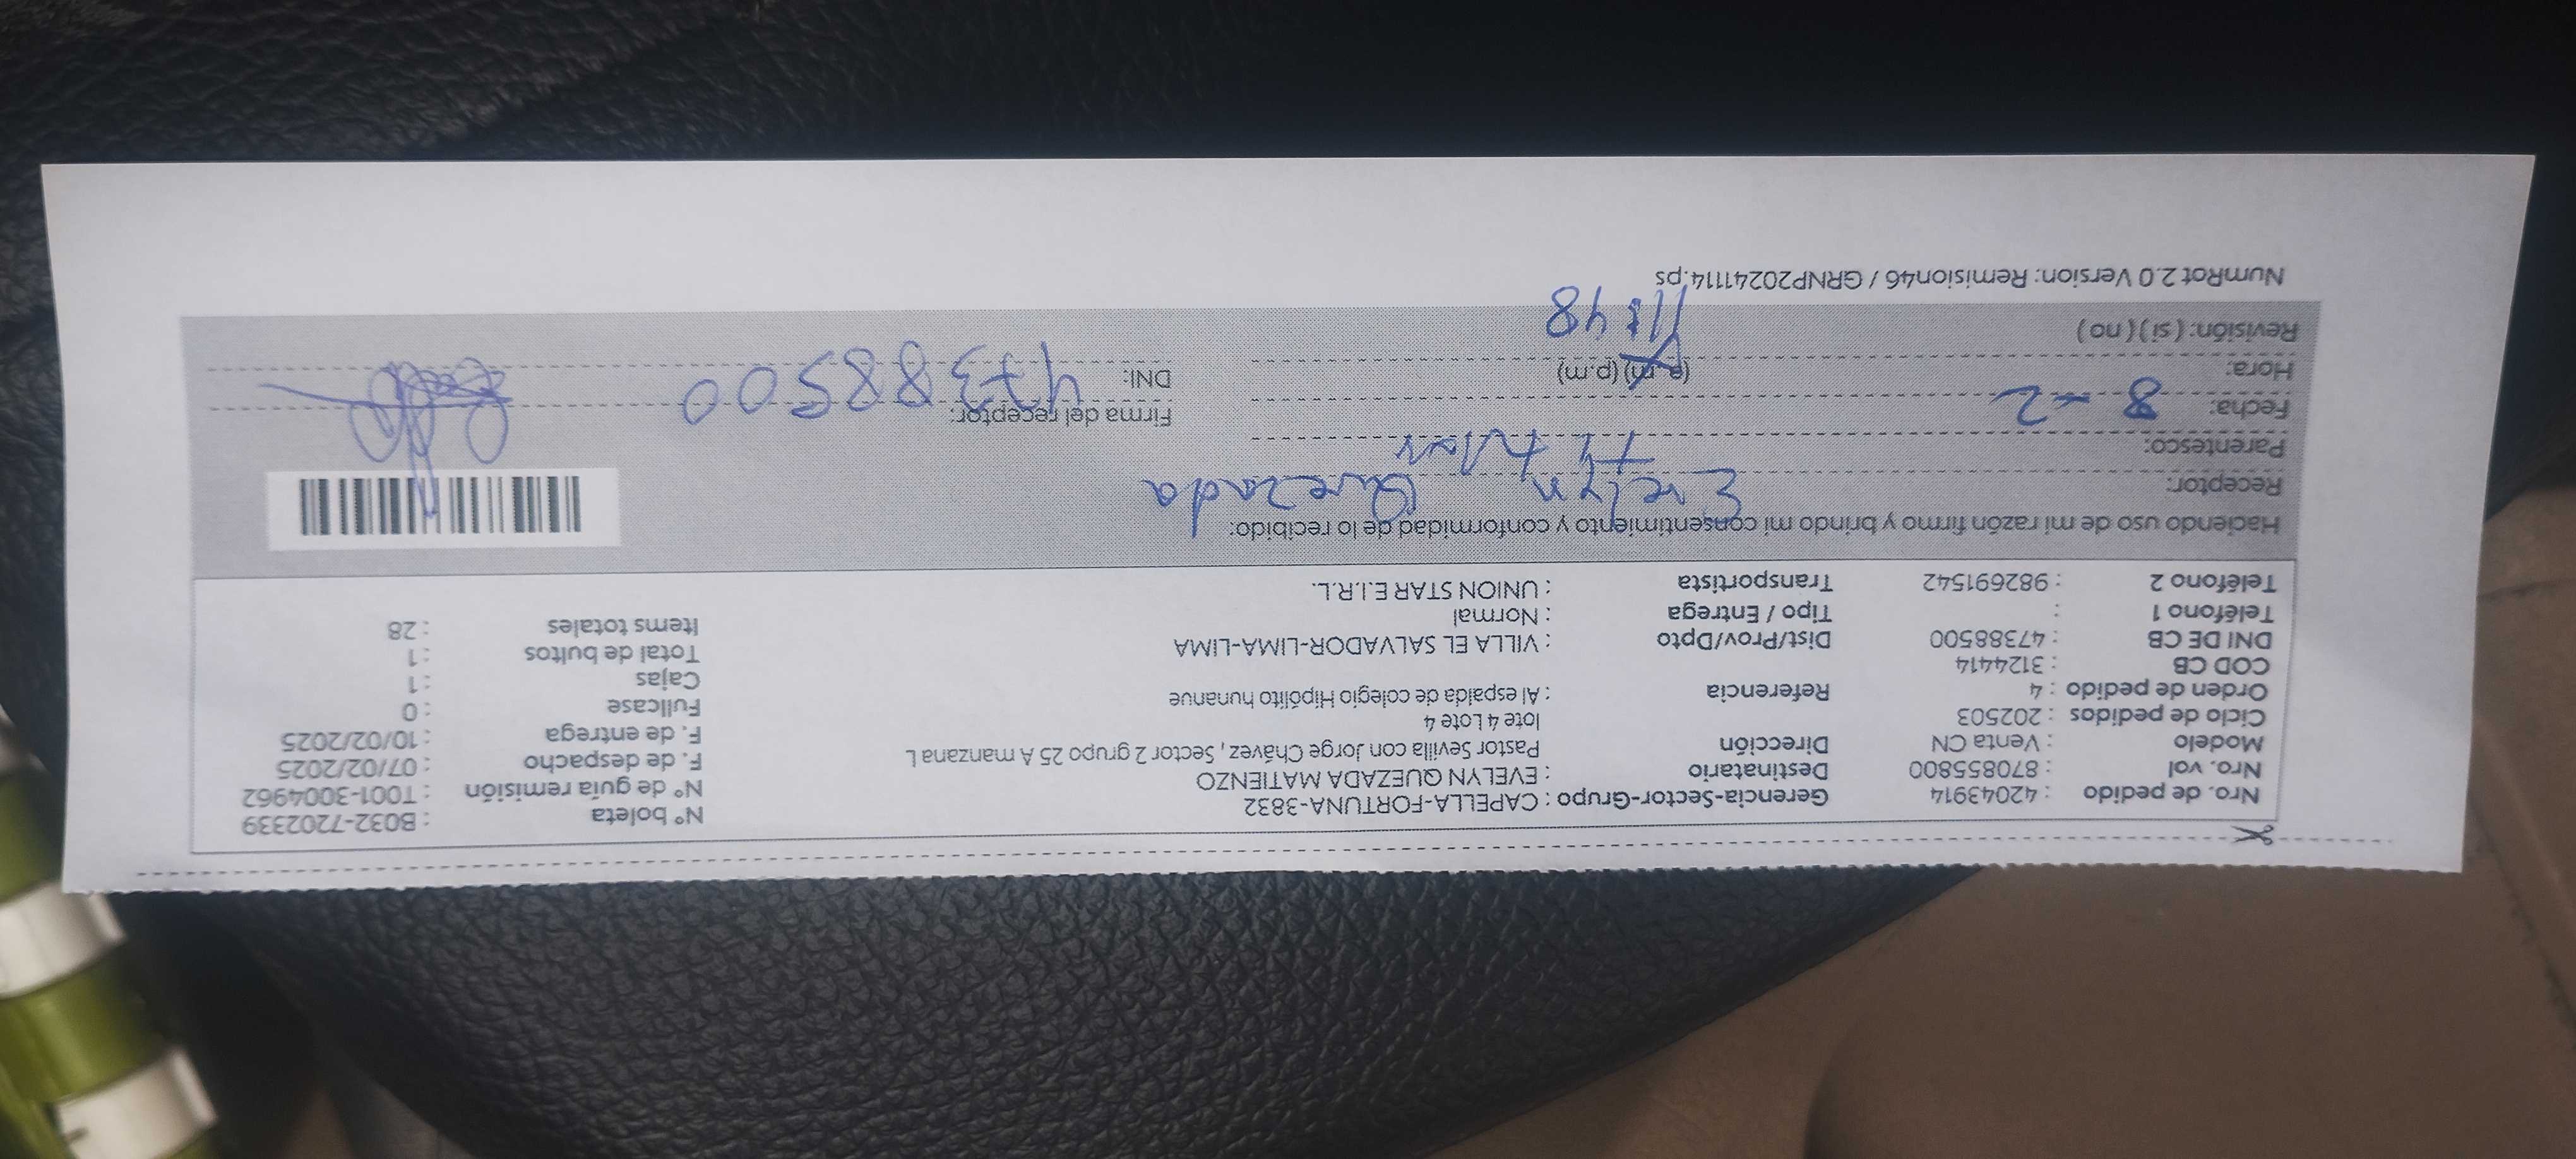 Nro. de pedido : 42043914 Gerencia-Sector-Grupo : CAPELLA-FORTUNA-3832 N° boleta : B032-7202339
Nro. vol : 870855800 Destinatario : EVELYN QUEZADA MATIENZO N° de guía remisión : T001-3004962
Modelo : Venta CN Dirección Pastor Sevilla con Jorge Chávez, Sector 2 grupo 25 A manzana L F. de despacho : 07/02/2025
lote 4 Lote 4 F. de entrega : 10/02/2025
Ciclo de pedidos : 202503
Orden de pedido : 4 Referencia : Al espalda de colegio Hipólito hunanue Fullcase : 0
COD CB : 3124414 Cajas : 1
DNI DE CB : 47388500 Dist/Prov/Dpto : VILLA EL SALVADOR-LIMA-LIMA Total de bultos : 1
Teléfono 1 : Tipo / Entrega : Normal Items totales : 28
Teléfono 2 : 982691542 Transportista : UNION STAR E.I.R.L.
Haciendo uso de mi razón firmo y brindo mi consentimiento y conformidad de lo recibido:
Receptor: Evelyn Quezada
Parentesco: titular
Fecha: 8-2 Firma del receptor:
Hora: (a.m) (p.m) DNI: 47388500
11:48
Revisión: (si) (no)
NumRot 2.0 Version: Remision46 / GRNP20241114.ps